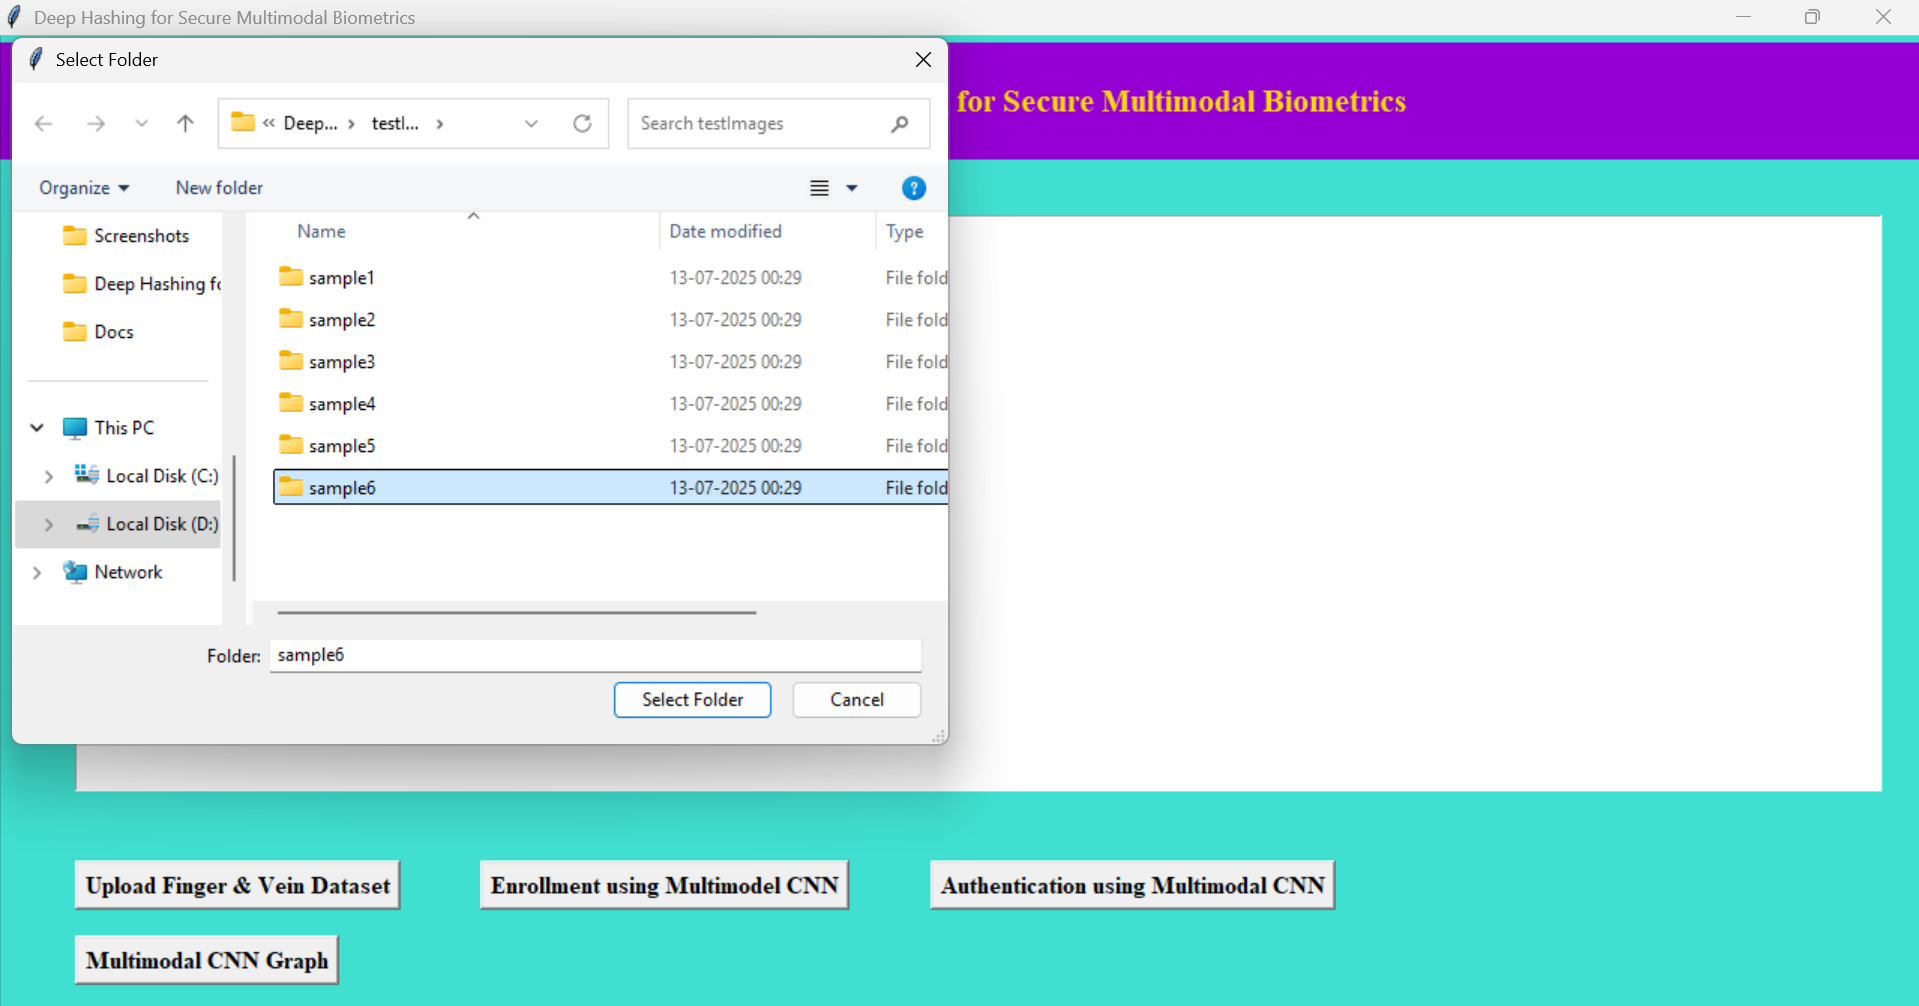 Deep Hashing for Secure Multimodal Biometrics
Select Folder
for Secure Multimodal Biometrics
« Deep... › testI... ›
Search testImages
Organize
New folder
Screenshots
Deep Hashing fo
Docs
This PC
Local Disk (C:)
Local Disk (D:)
Network
Name Date modified Type
sample1 13-07-2025 00:29 File fold
sample2 13-07-2025 00:29 File fold
sample3 13-07-2025 00:29 File fold
sample4 13-07-2025 00:29 File fold
sample5 13-07-2025 00:29 File fold
sample6 13-07-2025 00:29 File fold
Folder: sample6
Select Folder Cancel
Upload Finger & Vein Dataset
Enrollment using Multimodel CNN
Authentication using Multimodal CNN
Multimodal CNN Graph